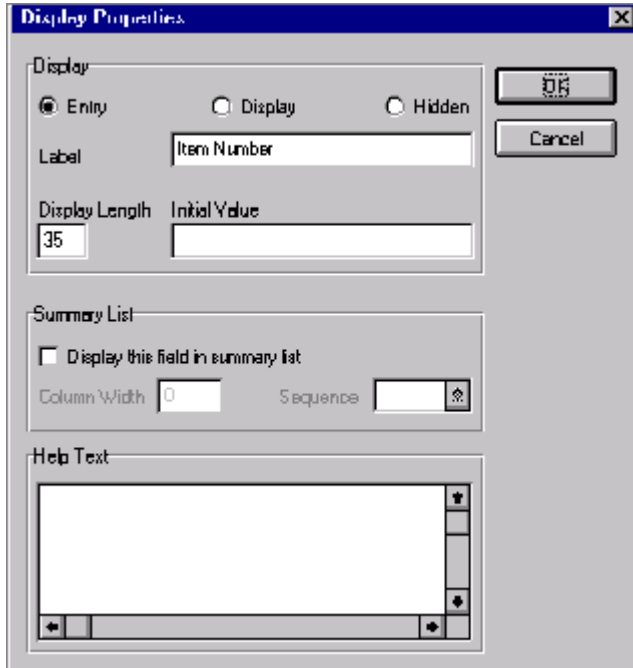 Display Properties
Display
Entry Display Hidden
OK
Cancel
Label Item Number
Display Length Initial Value
35
Summary List
Display this field in summary list
Column Width 0 Sequence
Help Text